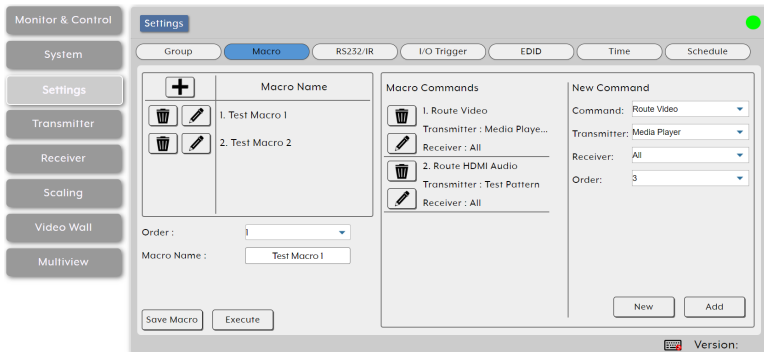 Monitor & Control
System
Settings
Transmitter
Receiver
Scaling
Video Wall
Multiview
Settings
Group
Macro
RS232/IR
I/O Trigger
EDID
Time
Schedule
Macro Name
1. Test Macro 1
2. Test Macro 2
Order :
1
Macro Name :
Test Macro 1
Save Macro
Execute
Macro Commands
1. Route Video
Transmitter : Media Playe...
Receiver : All
2. Route HDMI Audio
Transmitter : Test Pattern
Receiver : All
New Command
Command: Route Video
Transmitter: Media Player
Receiver: All
Order: 3
New
Add
Version: